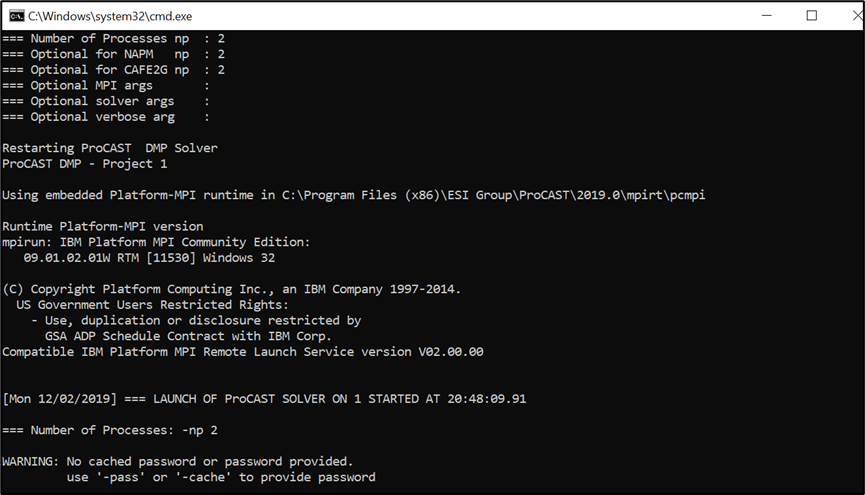 C:\Windows\system32\cmd.exe
=== Number of Processes np  : 2
=== Optional for NAPM   np  : 2
=== Optional for CAFE2G np  : 2
=== Optional MPI args       :
=== Optional solver args    :
=== Optional verbose arg    :
Restarting ProCAST  DMP Solver
ProCAST DMP - Project 1
Using embedded Platform-MPI runtime in C:\Program Files (x86)\ESI Group\ProCAST\2019.0\mpirt\pcmpi
Runtime Platform-MPI version
mpirun: IBM Platform MPI Community Edition:
   09.01.02.01W RTM [11530] Windows 32
(C) Copyright Platform Computing Inc., an IBM Company 1997-2014.
  US Government Users Restricted Rights:
    - Use, duplication or disclosure restricted by
      GSA ADP Schedule Contract with IBM Corp.
Compatible IBM Platform MPI Remote Launch Service version V02.00.00
[Mon 12/02/2019] === LAUNCH OF ProCAST SOLVER ON 1 STARTED AT 20:48:09.91
=== Number of Processes: -np 2
WARNING: No cached password or password provided.
         use '-pass' or '-cache' to provide password